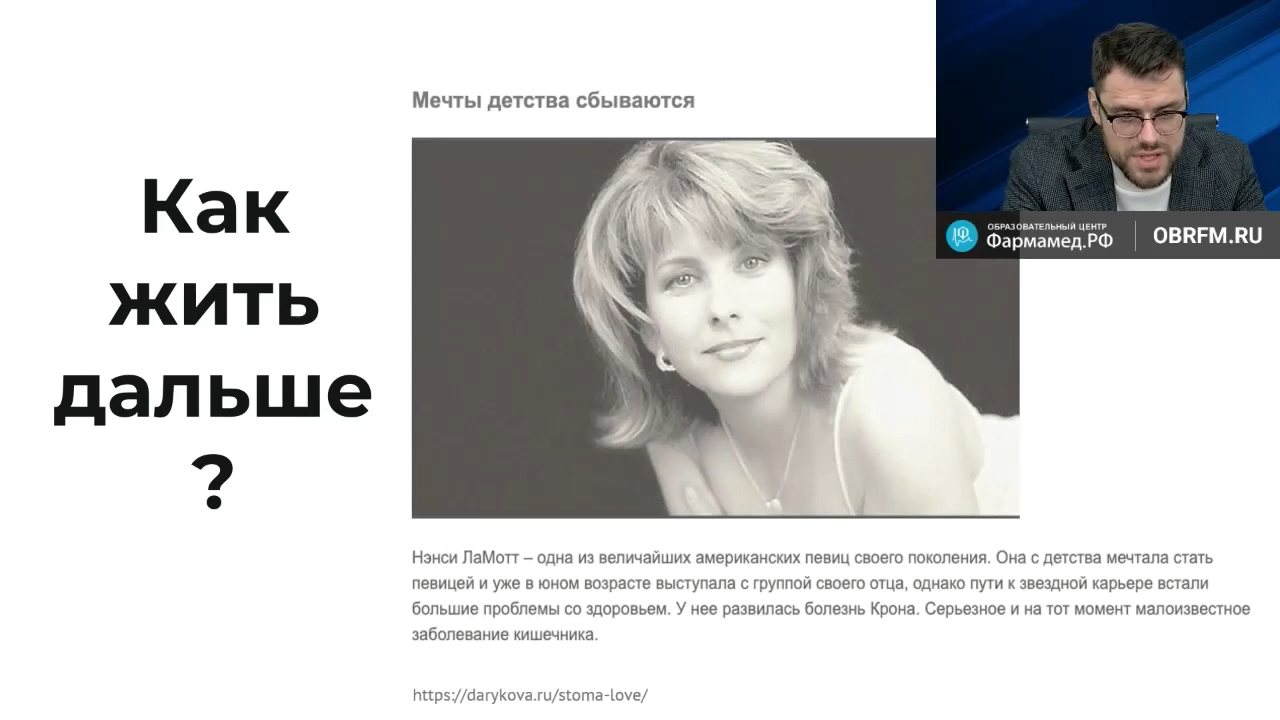 Как
жить
дальше
?
Мечты детства сбываются
ОБРАЗОВАТЕЛЬНЫЙ ЦЕНТР
Фармамед.РФ
OBRFM.RU
Нэнси ЛаМотт – одна из величайших американских певиц своего поколения. Она с детства мечтала стать
певицей и уже в юном возрасте выступала с группой своего отца, однако пути к звездной карьере встали
большие проблемы со здоровьем. У нее развилась болезнь Крона. Серьезное и на тот момент малоизвестное
заболевание кишечника.
https://darykova.ru/stoma-love/